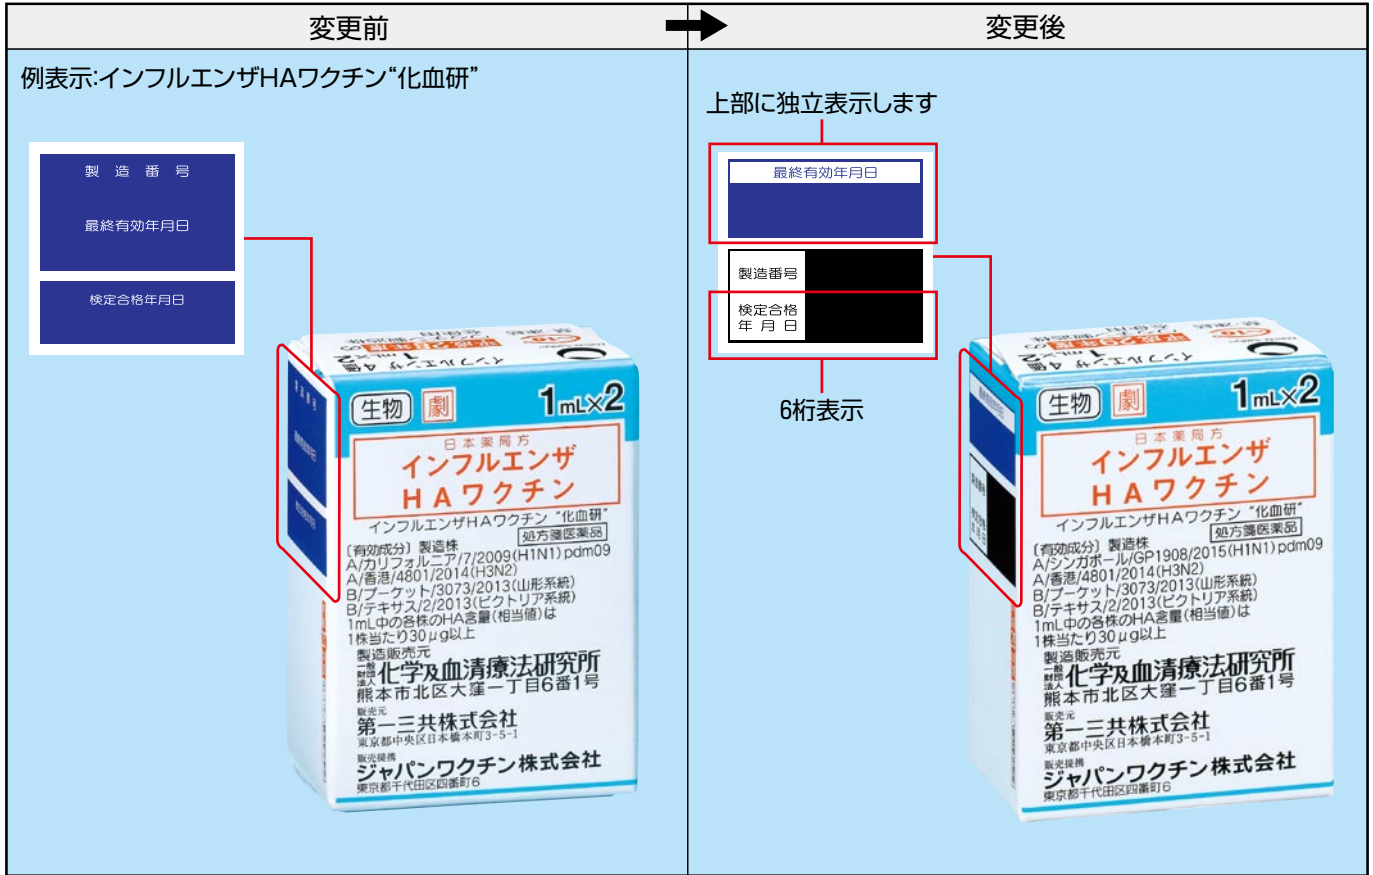 変更前
変更後
例表示:インフルエンザHAワクチン“化血研”
製造番号
最終有効年月日
検定合格年月日
生物
劇
1mL×2
日本薬局方
インフルエンザ
HAワクチン
インフルエンザHAワクチン “化血研”
処方箋医薬品
〔有効成分〕製造株
A/カリフォルニア/7/2009(H1N1)pdm09
A/香港/4801/2014(H3N2)
B/プーケット/3073/2013(山形系統)
B/テキサス/2/2013(ビクトリア系統)
1mL中の各株のHA含量(相当値)は
1株当たり30μg以上
製造販売元
一般財団法人 化学及血清療法研究所
熊本市北区大窪一丁目6番1号
販売元
第一三共株式会社
東京都中央区日本橋本町3-5-1
販売提携
ジャパンワクチン株式会社
東京都千代田区四番町6
上部に独立表示します
最終有効年月日
製造番号
検定合格
年月日
6桁表示
インフルエンザ4価
1mL×2
生物
劇
1mL×2
日本薬局方
インフルエンザ
HAワクチン
インフルエンザHAワクチン “化血研”
処方箋医薬品
〔有効成分〕製造株
A/シンガポール/GP1908/2015(H1N1)pdm09
A/香港/4801/2014(H3N2)
B/プーケット/3073/2013(山形系統)
B/テキサス/2/2013(ビクトリア系統)
1mL中の各株のHA含量(相当値)は
1株当たり30μg以上
製造販売元
一般財団法人 化学及血清療法研究所
熊本市北区大窪一丁目6番1号
販売元
第一三共株式会社
東京都中央区日本橋本町3-5-1
販売提携
ジャパンワクチン株式会社
東京都千代田区四番町6